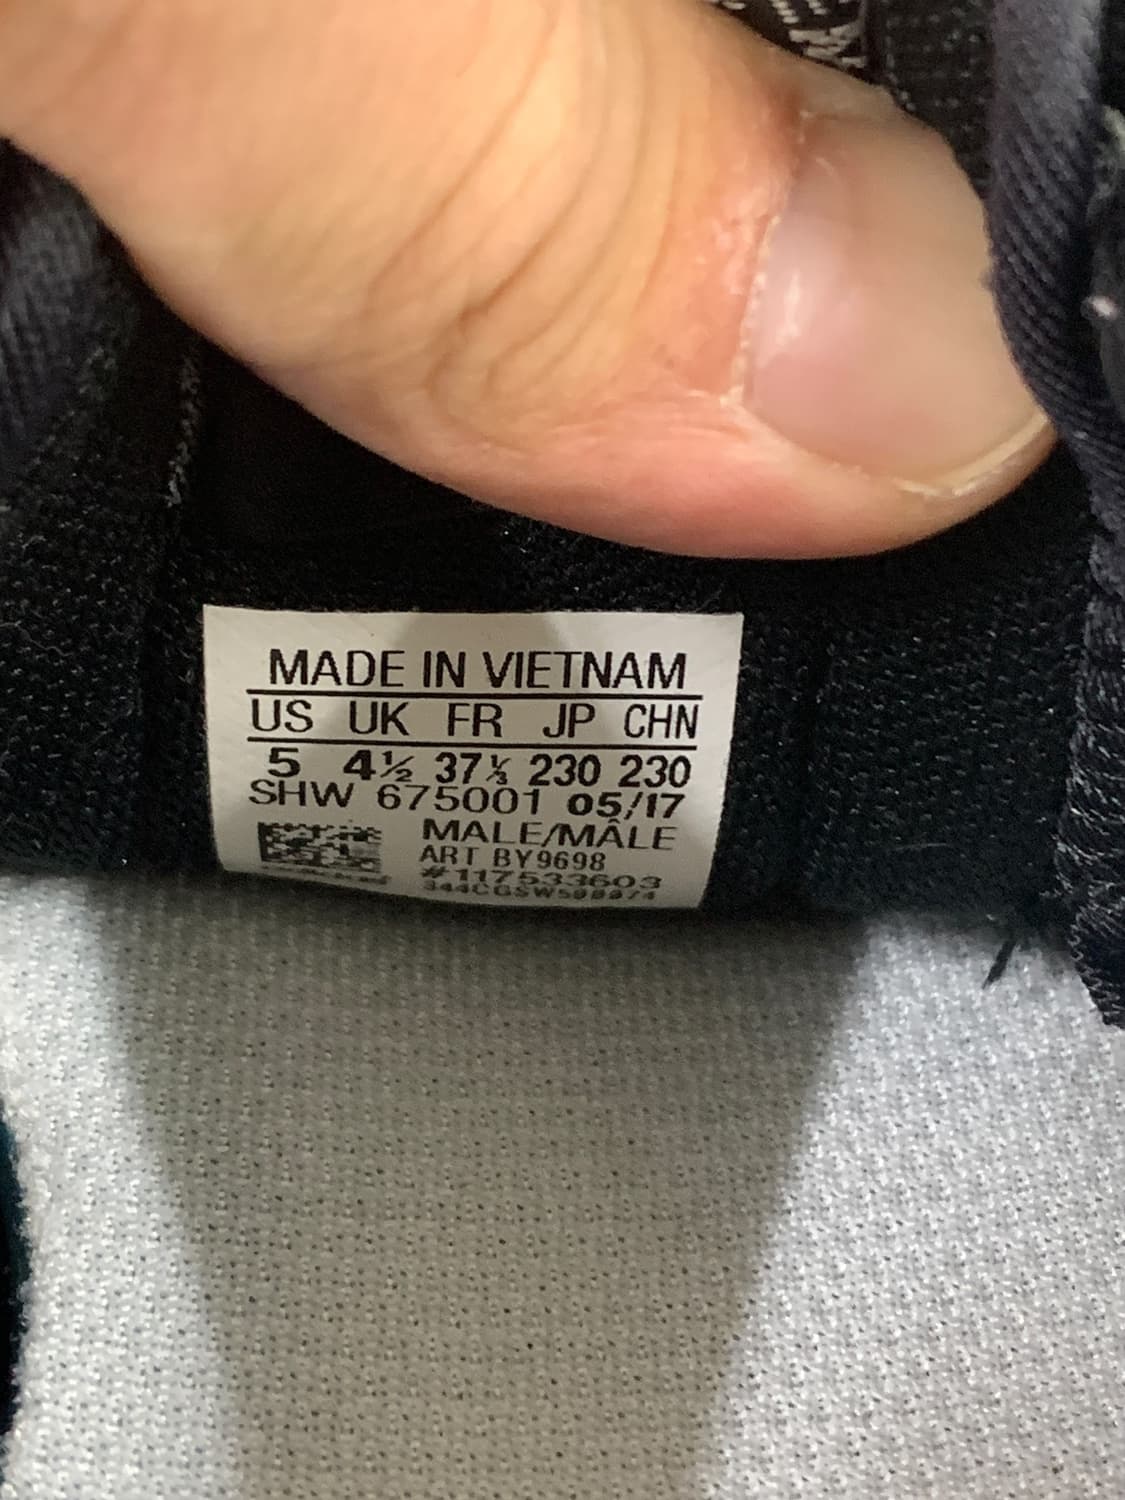 MADE IN VIETNAM
US UK FR JP CHN
5 4½ 37⅓ 230 230
SHW 675001 05/17
MALE/MÂLE
ART BY9698
#117533603